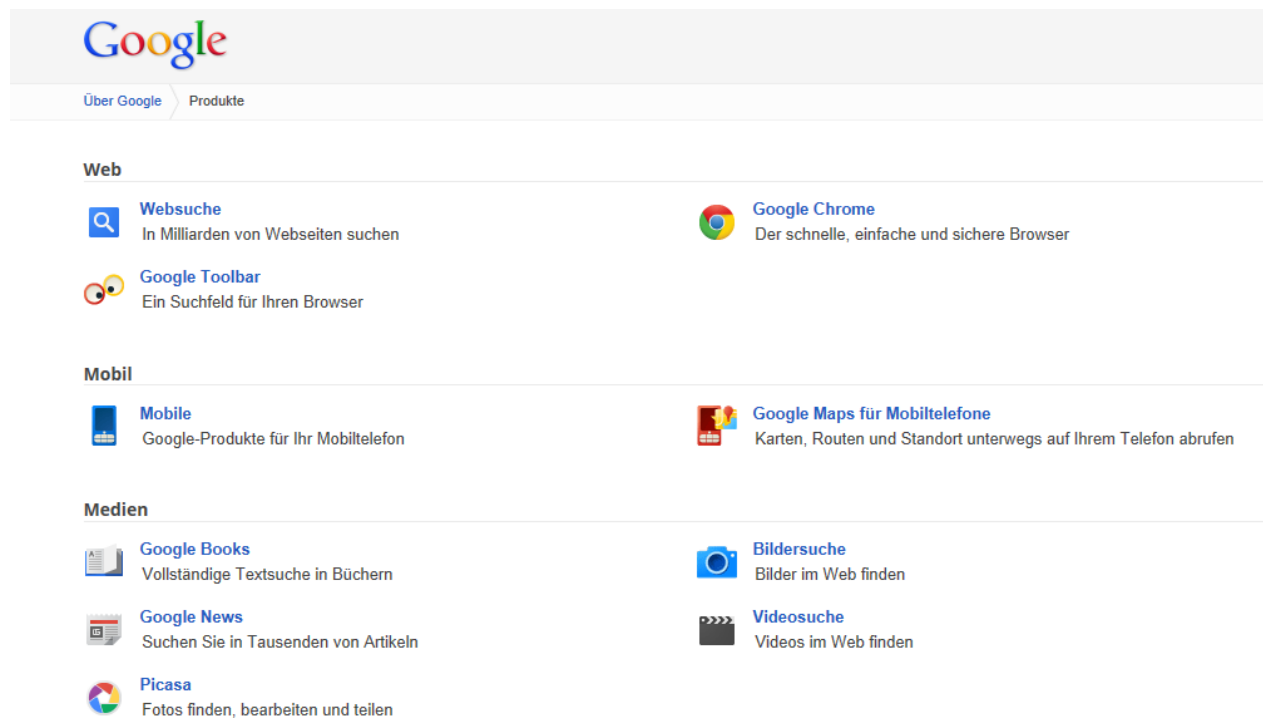 Google
Über Google Produkte
Web
Websuche
In Milliarden von Webseiten suchen
Google Chrome
Der schnelle, einfache und sichere Browser
Google Toolbar
Ein Suchfeld für Ihren Browser
Mobil
Mobile
Google-Produkte für Ihr Mobiltelefon
Google Maps für Mobiltelefone
Karten, Routen und Standort unterwegs auf Ihrem Telefon abrufen
Medien
Google Books
Vollständige Textsuche in Büchern
Bildersuche
Bilder im Web finden
Google News
Suchen Sie in Tausenden von Artikeln
Videosuche
Videos im Web finden
Picasa
Fotos finden, bearbeiten und teilen